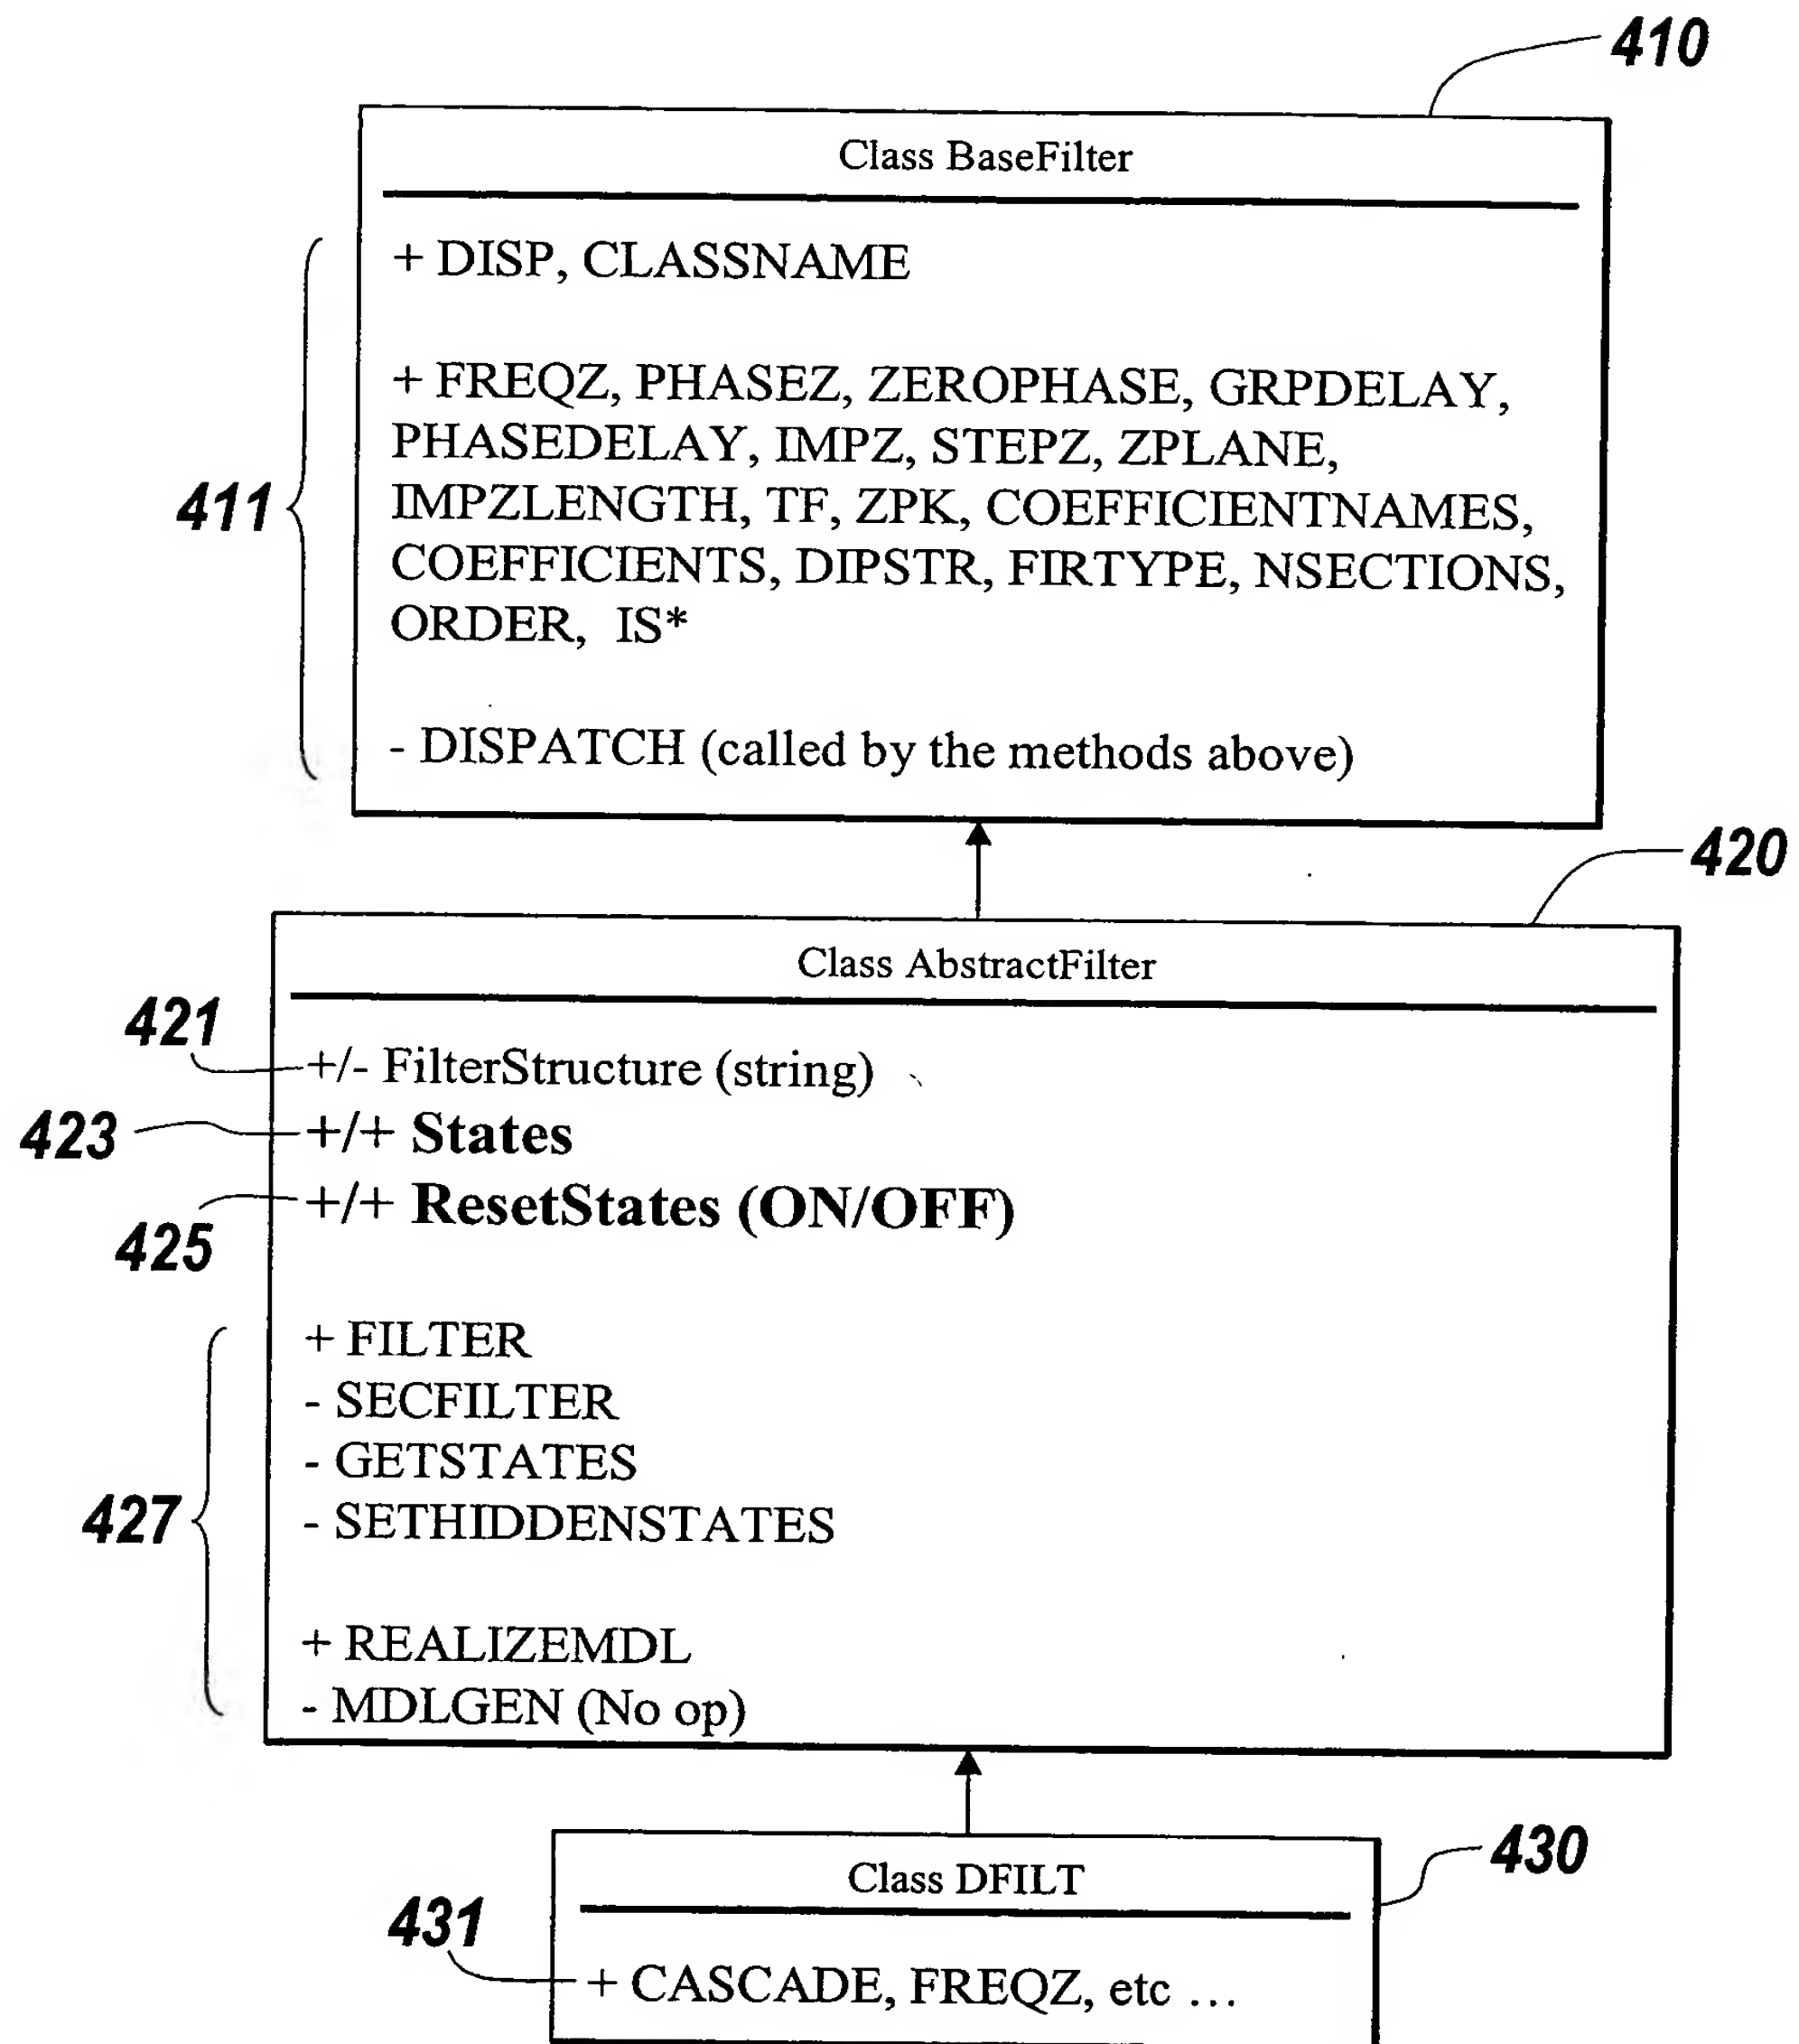 410
Class BaseFilter
+ DISP, CLASSNAME
+ FREQZ, PHASEZ, ZEROPHASE, GRPDELAY,
PHASEDELAY, IMPZ, STEPZ, ZPLANE,
411
IMPZLENGTH, TF, ZPK, COEFFICIENTNAMES,
COEFFICIENTS, DIPSTR, FIRTYPE, NSECTIONS,
ORDER, IS*
- DISPATCH (called by the methods above)
420
Class AbstractFilter
421
+/- FilterStructure (string)
423
+/+ States
+/+ ResetStates (ON/OFF)
425
+ FILTER
- SECFILTER
- GETSTATES
427
- SETHIDDENSTATES
+ REALIZEMDL
- MDLGEN (No op)
430
Class DFILT
431
+ CASCADE, FREQZ, etc ...